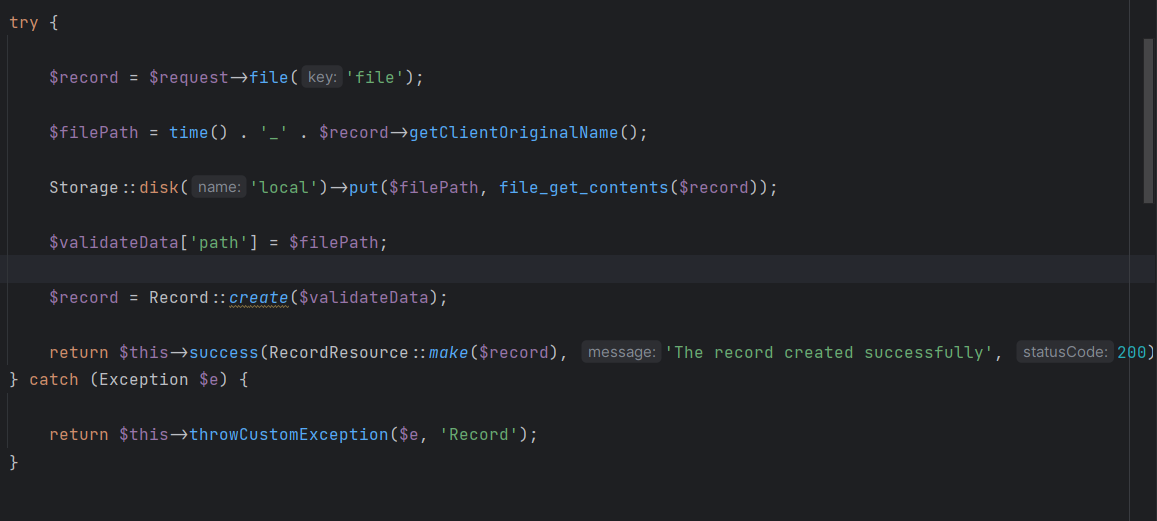 try {
$record = $request->file( key: 'file');
$filePath = time() . '_' . $record->getClientOriginalName();
Storage::disk( name: 'local')->put($filePath, file_get_contents($record));
$validateData['path'] = $filePath;
$record = Record::create($validateData);
return $this->success(RecordResource::make($record), message: 'The record created successfully', statusCode: 200)
} catch (Exception $e) {
return $this->throwCustomException($e, 'Record');
}